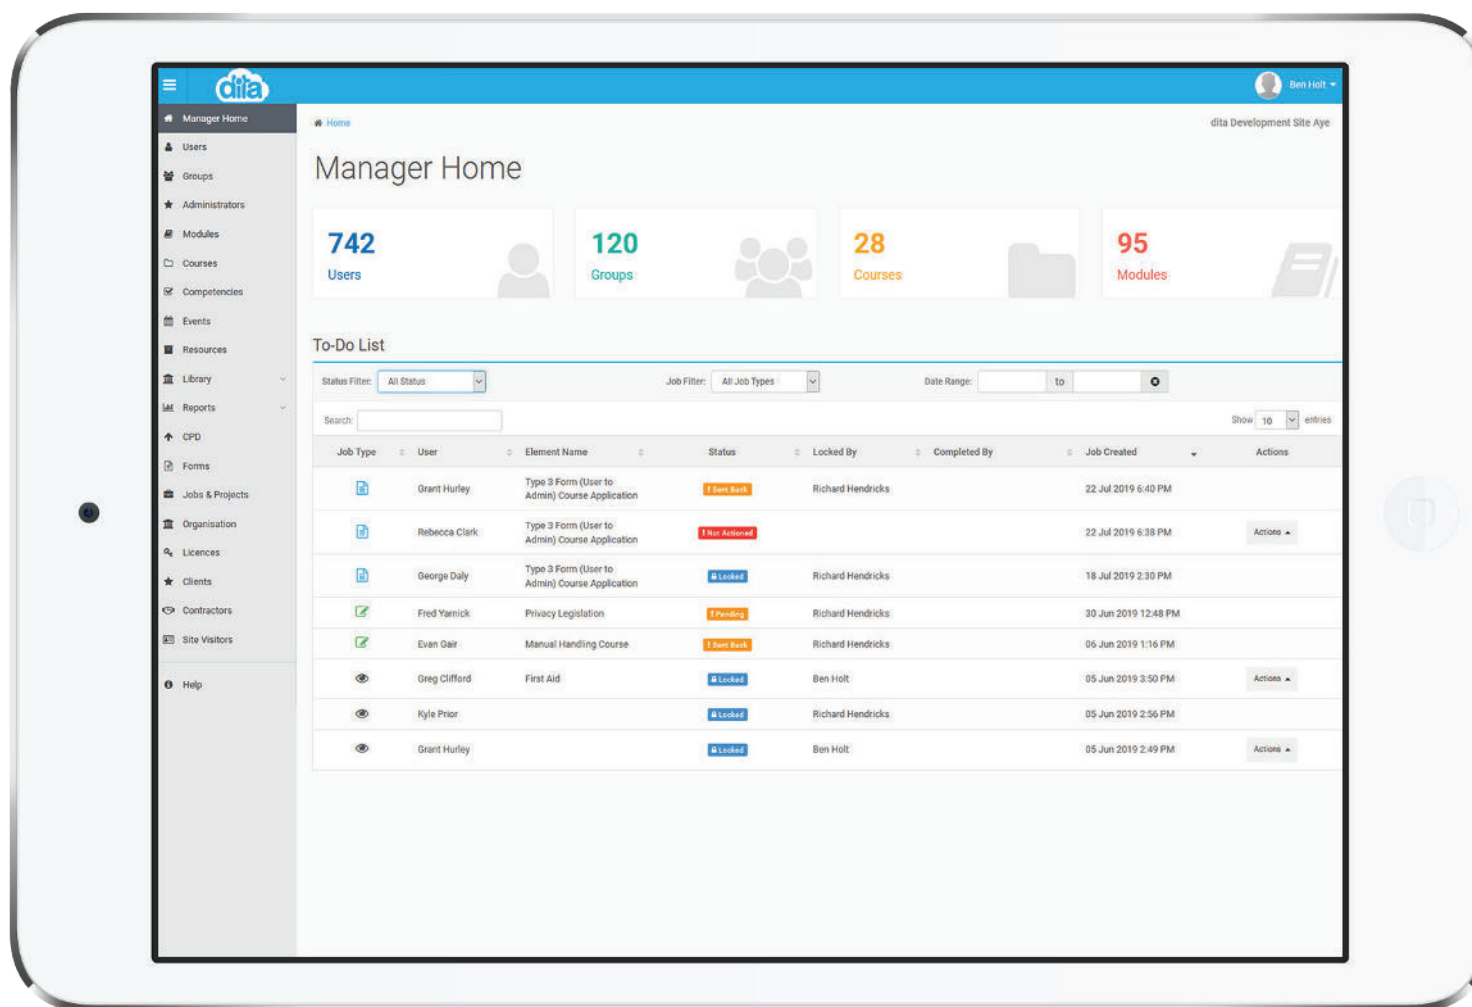 dita
Ben Holt
Manager Home
Users
Groups
Administrators
Modules
Courses
Competencies
Events
Resources
Library
Reports
CPD
Forms
Jobs & Projects
Organisation
Licences
Clients
Contractors
Site Visitors
Help
Home
dita Development Site Aye
Manager Home
742
Users
120
Groups
28
Courses
95
Modules
To-Do List
Status Filter: All Status
Job Filter: All Job Types
Date Range: to
Search:
Show 10 entries
Job Type User Element Name Status Locked By Completed By Job Created Actions
Grant Hurley Type 3 Form (User to
Admin) Course Application ! Sent Back Richard Hendricks 22 Jul 2019 6:40 PM
Rebecca Clark Type 3 Form (User to
Admin) Course Application ! Not Actioned 22 Jul 2019 6:38 PM Actions
George Daly Type 3 Form (User to
Admin) Course Application Locked Richard Hendricks 18 Jul 2019 2:30 PM
Fred Yarnick Privacy Legislation ! Pending Richard Hendricks 30 Jun 2019 12:48 PM
Evan Gair Manual Handling Course ! Sent Back Richard Hendricks 06 Jun 2019 1:16 PM
Greg Clifford First Aid Locked Ben Holt 05 Jun 2019 3:50 PM Actions
Kyle Prior Locked Richard Hendricks 05 Jun 2019 2:56 PM
Grant Hurley Locked Ben Holt 05 Jun 2019 2:49 PM Actions